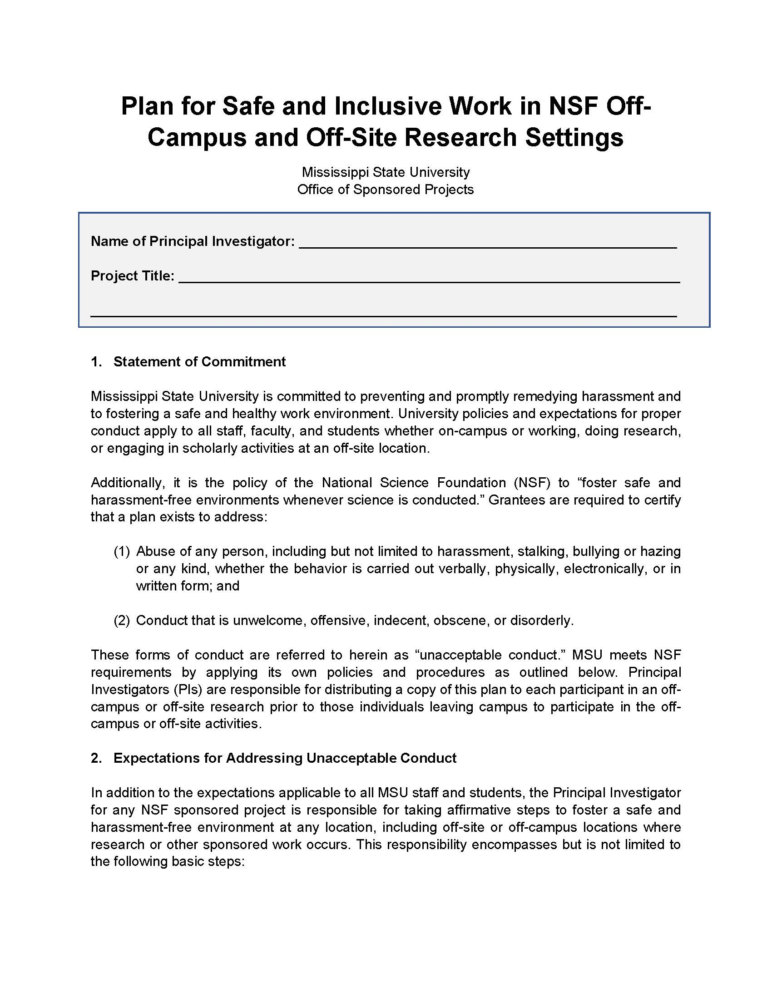 Plan for Safe and Inclusive Work in NSF Off-
Campus and Off-Site Research Settings
Mississippi State University
Office of Sponsored Projects
Name of Principal Investigator:
Project Title:
1. Statement of Commitment
Mississippi State University is committed to preventing and promptly remedying harassment and
to fostering a safe and healthy work environment. University policies and expectations for proper
conduct apply to all staff, faculty, and students whether on-campus or working, doing research,
or engaging in scholarly activities at an off-site location.
Additionally, it is the policy of the National Science Foundation (NSF) to “foster safe and
harassment-free environments whenever science is conducted.” Grantees are required to certify
that a plan exists to address:
(1) Abuse of any person, including but not limited to harassment, stalking, bullying or hazing
or any kind, whether the behavior is carried out verbally, physically, electronically, or in
written form; and
(2) Conduct that is unwelcome, offensive, indecent, obscene, or disorderly.
These forms of conduct are referred to herein as “unacceptable conduct.” MSU meets NSF
requirements by applying its own policies and procedures as outlined below. Principal
Investigators (PIs) are responsible for distributing a copy of this plan to each participant in an off-
campus or off-site research prior to those individuals leaving campus to participate in the off-
campus or off-site activities.
2. Expectations for Addressing Unacceptable Conduct
In addition to the expectations applicable to all MSU staff and students, the Principal Investigator
for any NSF sponsored project is responsible for taking affirmative steps to foster a safe and
harassment-free environment at any location, including off-site or off-campus locations where
research or other sponsored work occurs. This responsibility encompasses but is not limited to
the following basic steps: